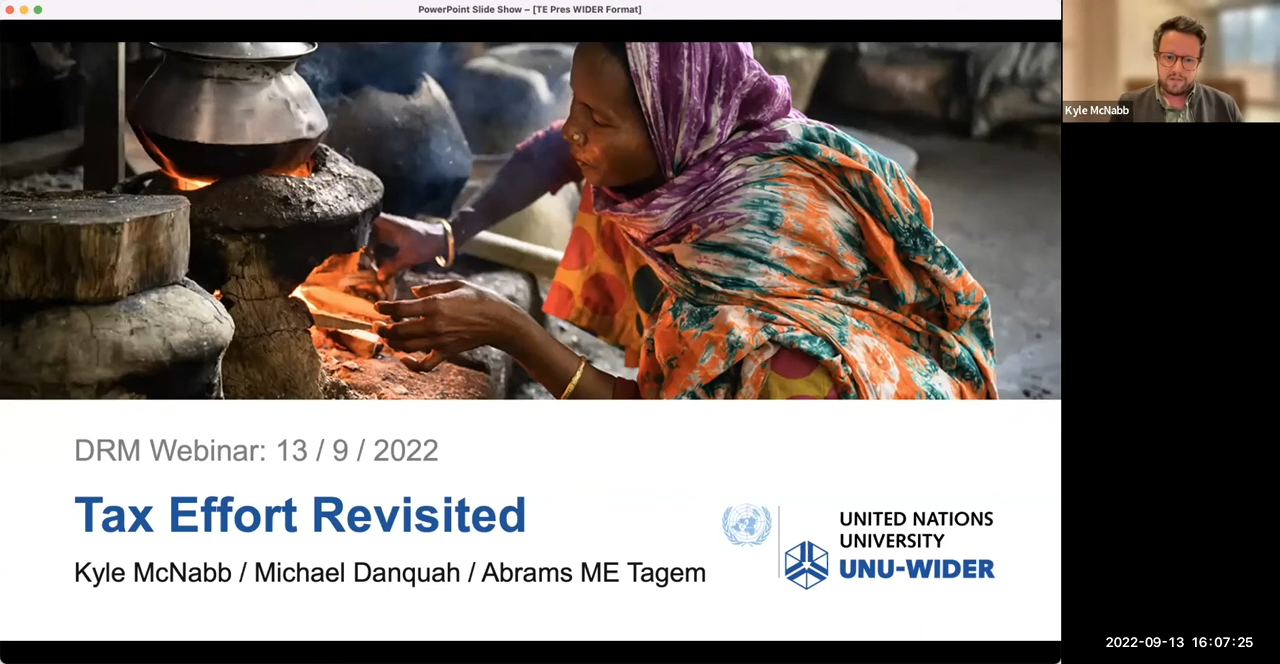 PowerPoint Slide Show – [TE Pres WIDER Format]
Kyle McNabb
DRM Webinar: 13 / 9 / 2022
Tax Effort Revisited
Kyle McNabb / Michael Danquah / Abrams ME Tagem
UNITED NATIONS
UNIVERSITY
UNU-WIDER
2022-09-13 16:07:25